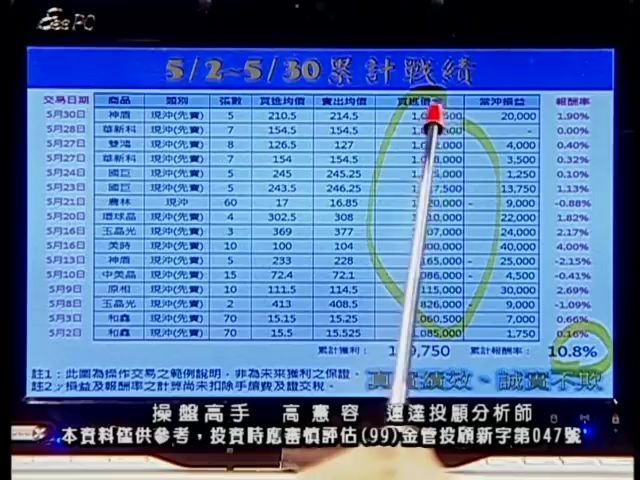 Eee PC
5/2~5/30累計戰績
交易日期 商品 類別 張數 買進均價 賣出均價 買進價金 當沖損益 報酬率
5月30日 神盾 現沖(先賣) 5 210.5 214.5 20,000 1.90%
5月28日 華新科 現沖(先賣) 7 154.5 154.5 - 0.00%
5月27日 雙鴻 現沖(先賣) 8 126.5 127 4,000 0.40%
5月27日 華新科 現沖(先賣) 7 154 154.5 3,500 0.32%
5月24日 國巨 現沖(先賣) 5 245 245.25 1,250 0.10%
5月23日 國巨 現沖(先賣) 5 243.5 246.25 13,750 1.13%
5月21日 農林 現沖 60 17 16.85 - 9,000 -0.88%
5月20日 環球晶 現沖(先賣) 4 302.5 308 22,000 1.82%
5月16日 玉晶光 現沖(先賣) 3 369 377 24,000 2.17%
5月16日 美時 現沖(先賣) 10 100 104 40,000 4.00%
5月13日 神盾 現沖(先賣) 5 233 228 - 25,000 -2.15%
5月10日 中美晶 現沖(先賣) 15 72.4 72.1 - 4,500 -0.41%
5月9日 原相 現沖(先賣) 10 111.5 114.5 30,000 2.69%
5月8日 玉晶光 現沖(先賣) 2 413 408.5 826,000 - 9,000 -1.09%
5月3日 和鑫 現沖(先賣) 70 15.15 15.25 1,060,500 7,000 0.66%
5月2日 和鑫 現沖(先賣) 70 15.5 15.525 1,085,000 1,750 0.16%
累計獲利： 累計報酬率： 10.8%
註1：此圖為操作交易之範例說明，非為未來獲利之保證。
註2：損益及報酬率之計算尚未扣除手續費及證交稅。
績效、誠實不欺
操盤高手 高憲容 運達投顧分析師
本資料僅供參考，投資時應審慎評估(99)金管投顧新字第047號